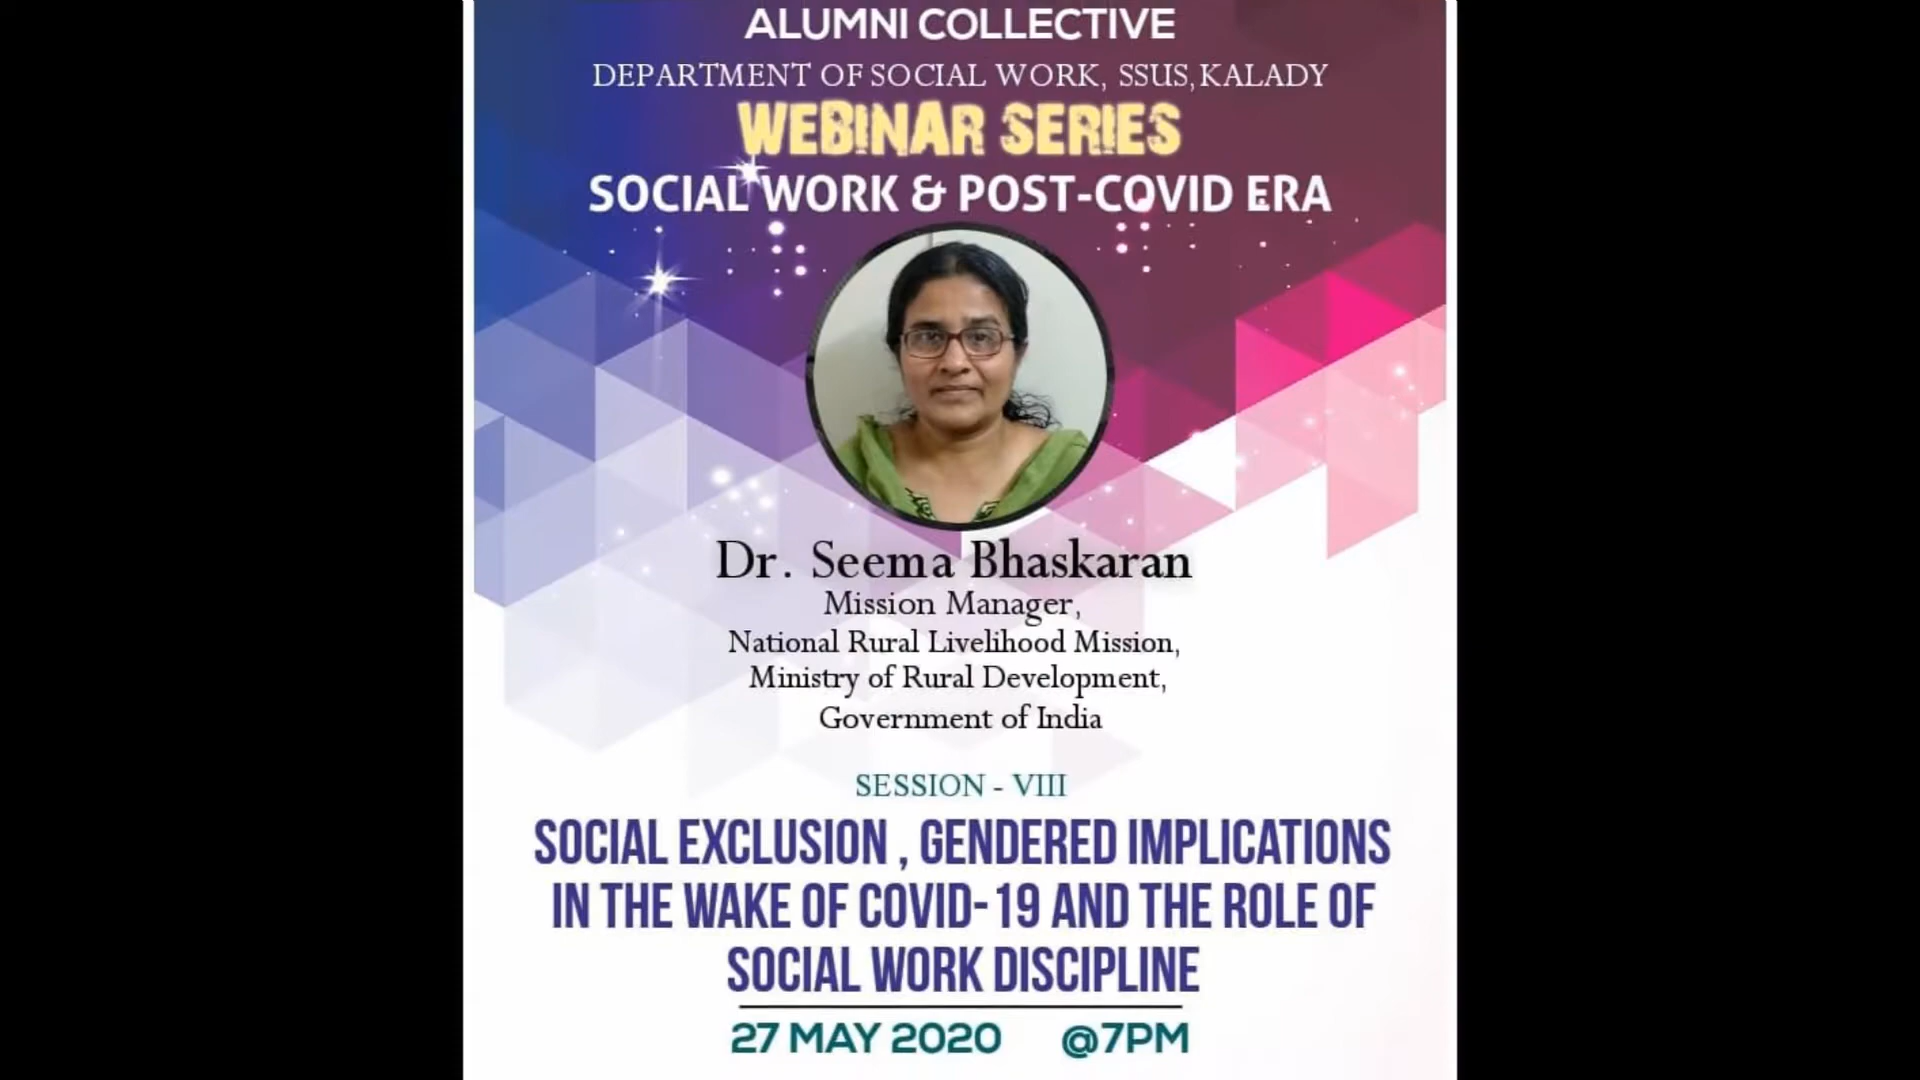 ALUMNI COLLECTIVE
DEPARTMENT OF SOCIAL WORK, SSUS, KALADY
WEBINAR SERIES
SOCIAL WORK & POST-COVID ERA
Dr. Seema Bhaskaran
Mission Manager,
National Rural Livelihood Mission,
Ministry of Rural Development,
Government of India
SESSION - VIII
SOCIAL EXCLUSION , GENDERED IMPLICATIONS
IN THE WAKE OF COVID-19 AND THE ROLE OF
SOCIAL WORK DISCIPLINE
27 MAY 2020 @7PM